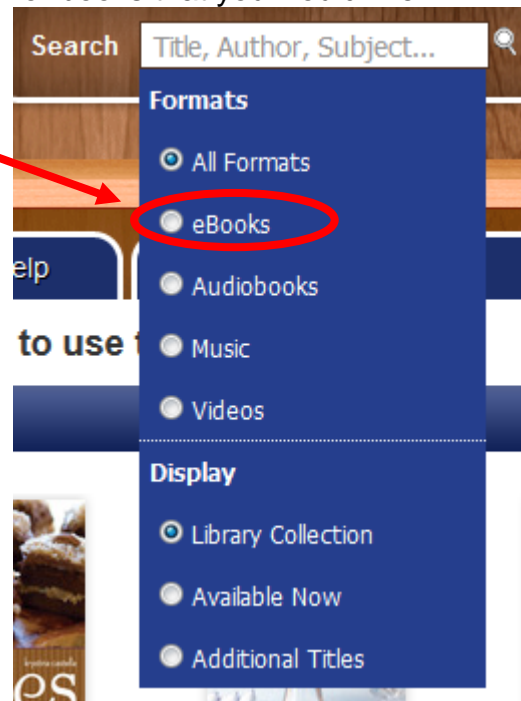 Search Title, Author, Subject...
Formats
All Formats
eBooks
elp
Audiobooks
to use
Music
Videos
Display
Library Collection
Available Now
Additional Titles
es